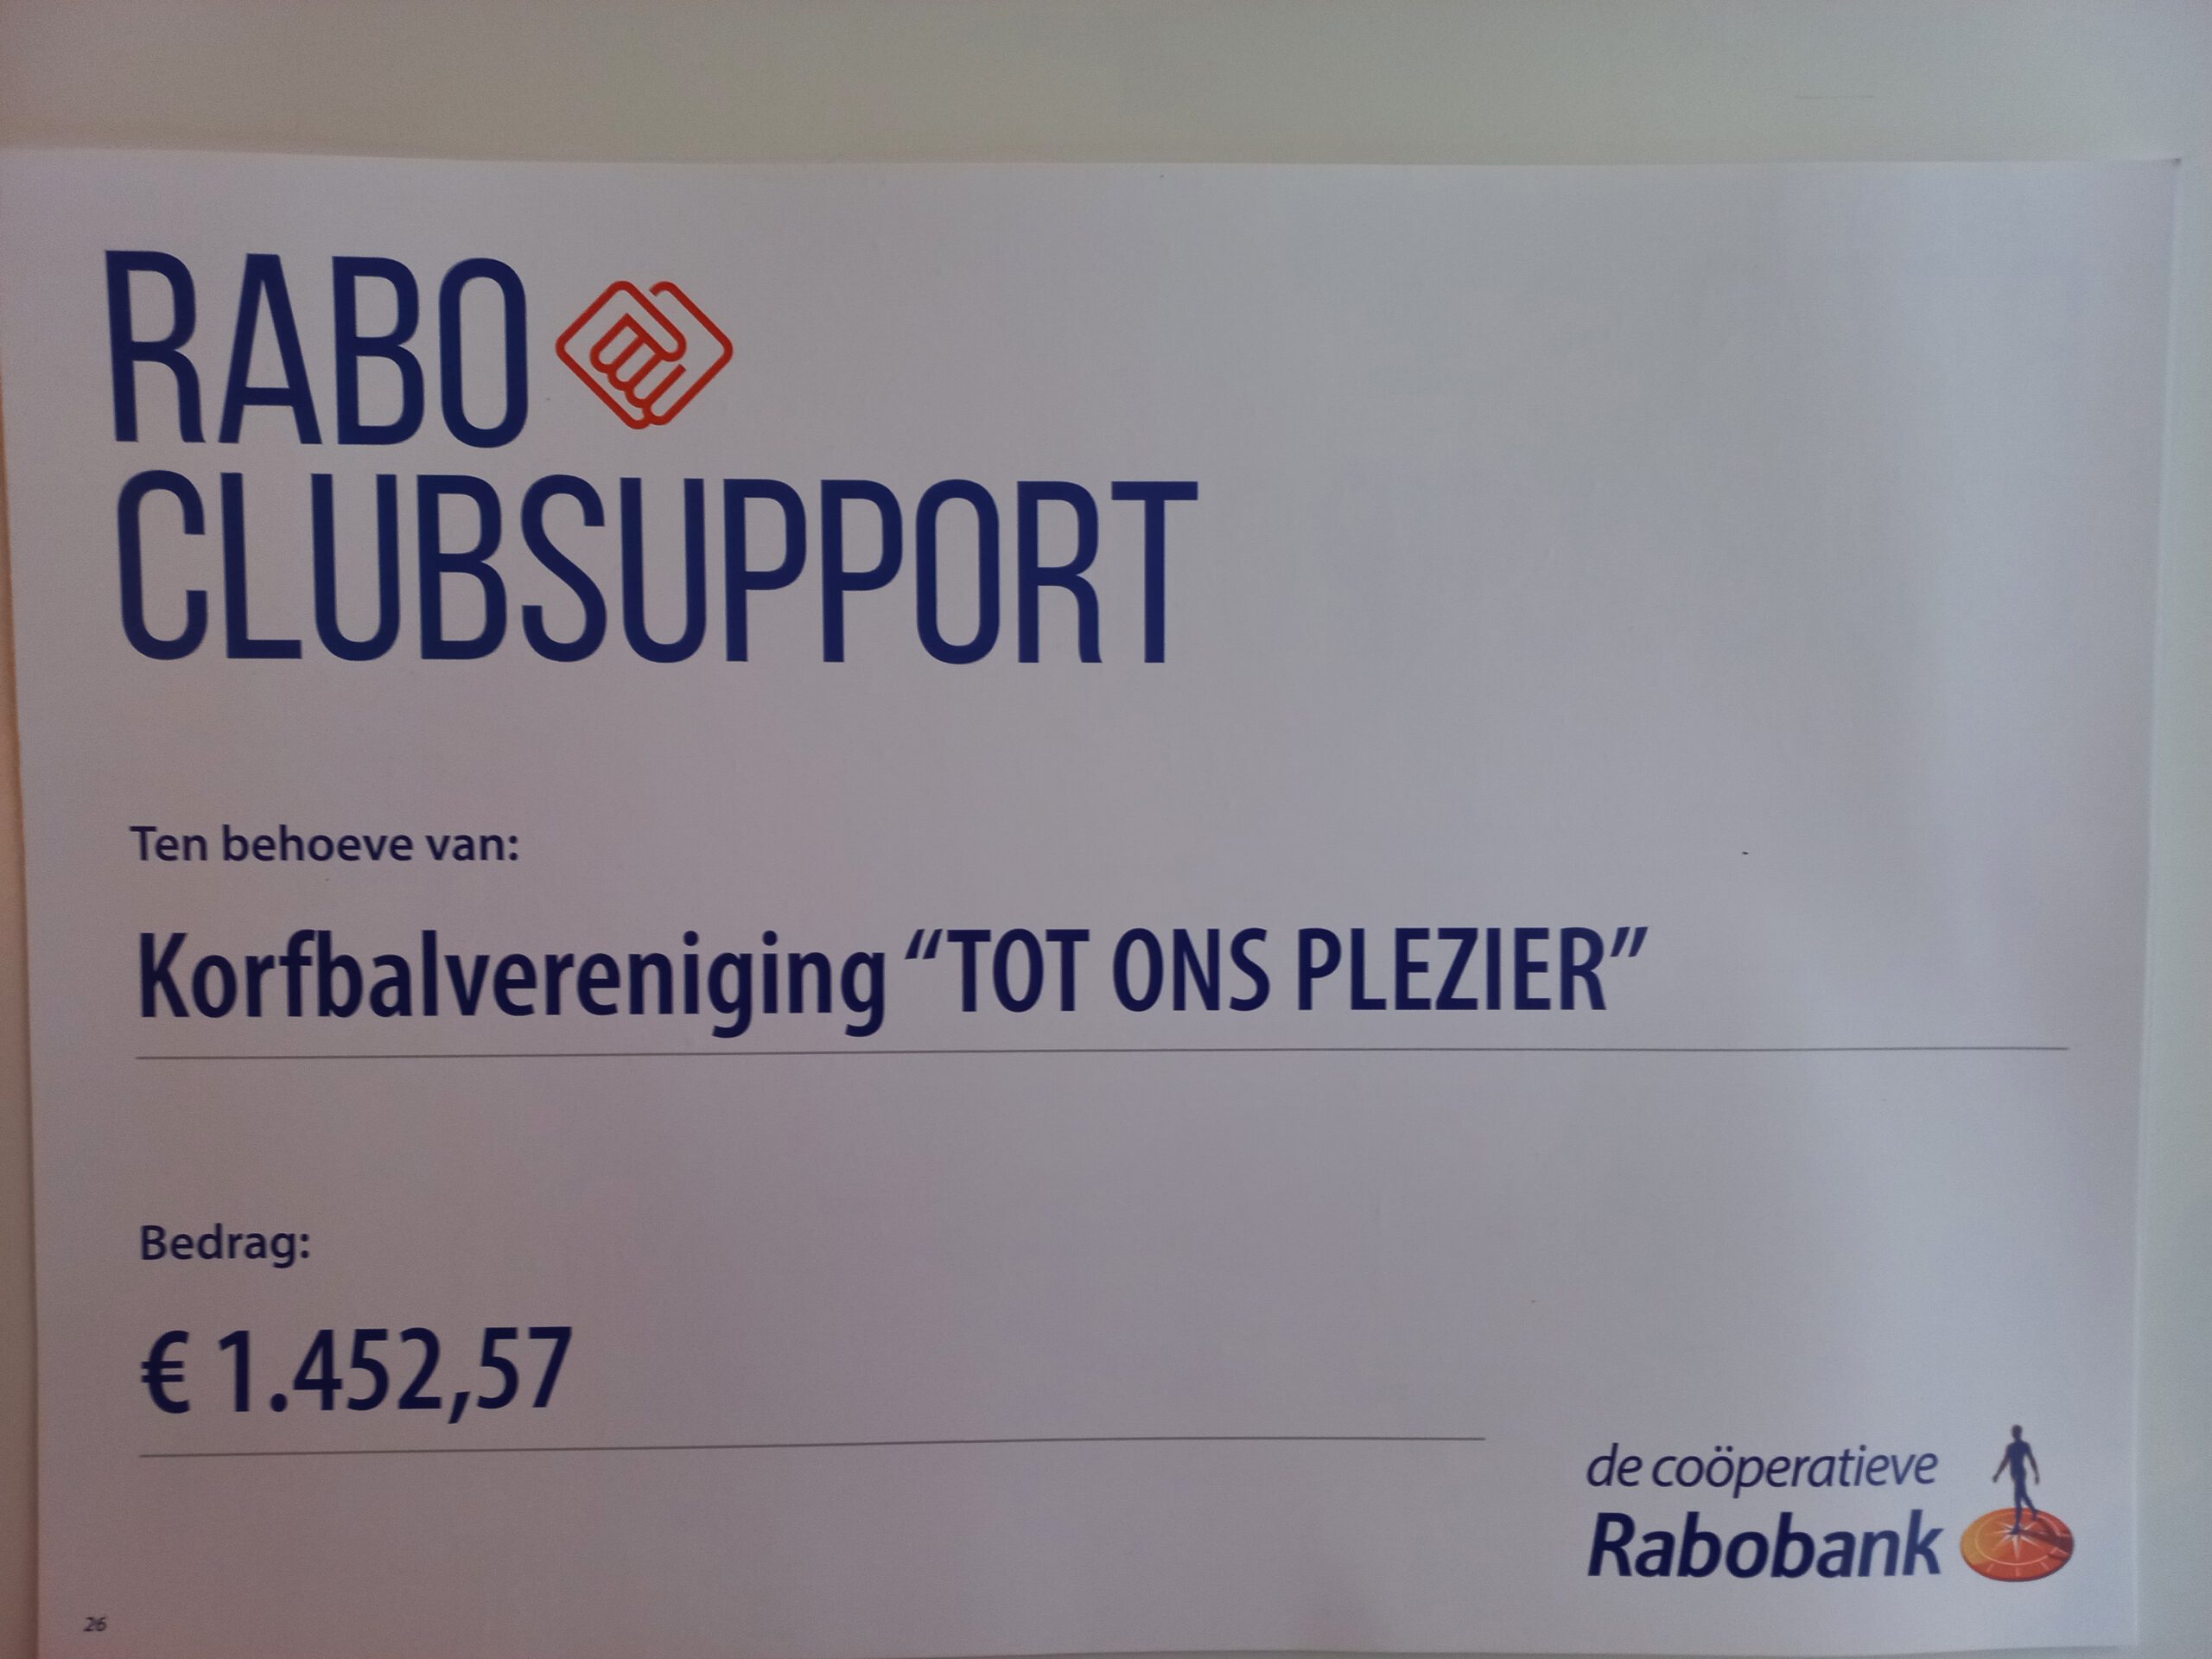 RABO
CLUBSUPPORT
Ten behoeve van:
Korfbalvereniging “TOT ONS PLEZIER”
Bedrag:
€ 1.452,57
de coöperatieve
Rabobank
26